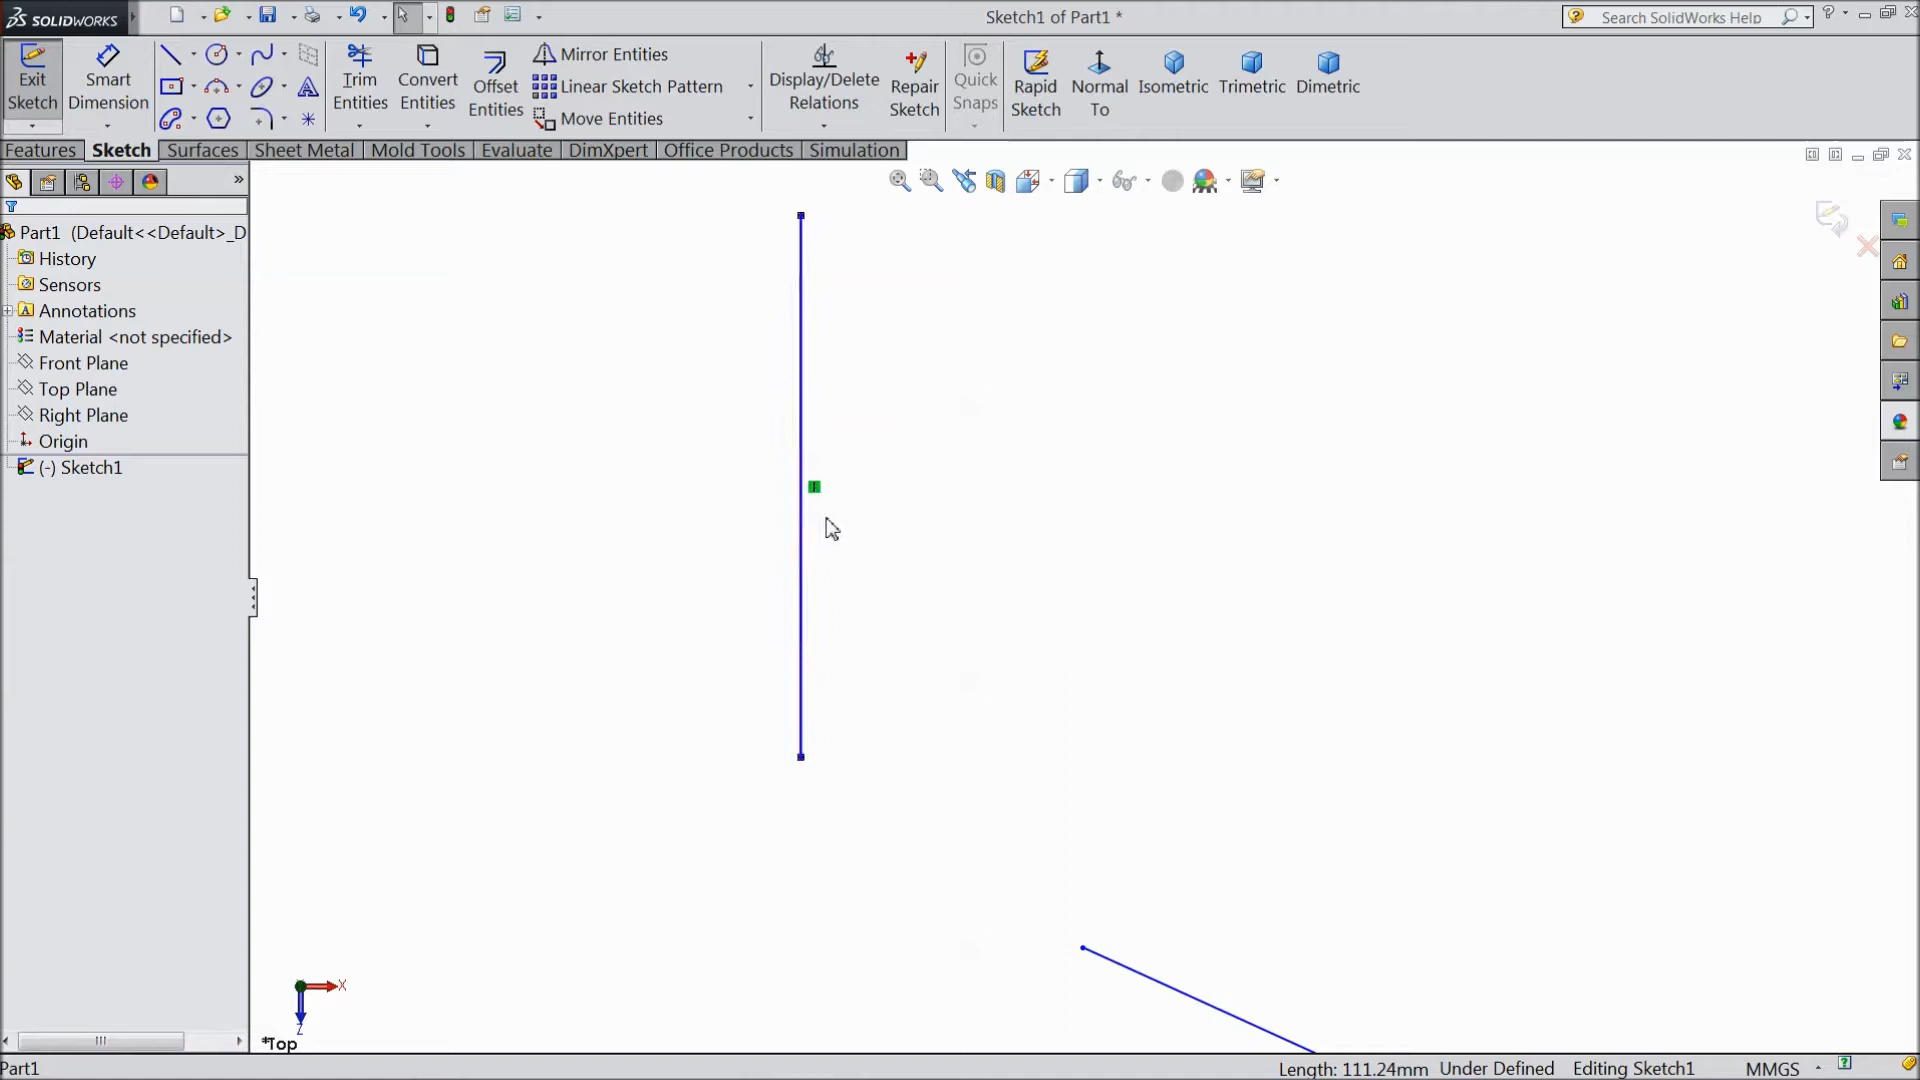 SOLIDWORKS
Sketch1 of Part1 *
Search SolidWorks Help
Exit Sketch
Smart Dimension
Trim Entities
Convert Entities
Offset Entities
Mirror Entities
Linear Sketch Pattern
Move Entities
Display/Delete Relations
Repair Sketch
Quick Snaps
Rapid Sketch
Normal To
Isometric
Trimetric
Dimetric
Features
Sketch
Surfaces
Sheet Metal
Mold Tools
Evaluate
DimXpert
Office Products
Simulation
Part1 (Default<<Default>_D
History
Sensors
Annotations
Material <not specified>
Front Plane
Top Plane
Right Plane
Origin
(-) Sketch1
X
Z
*Top
Part1
Length: 111.24mm
Under Defined
Editing Sketch1
MMGS